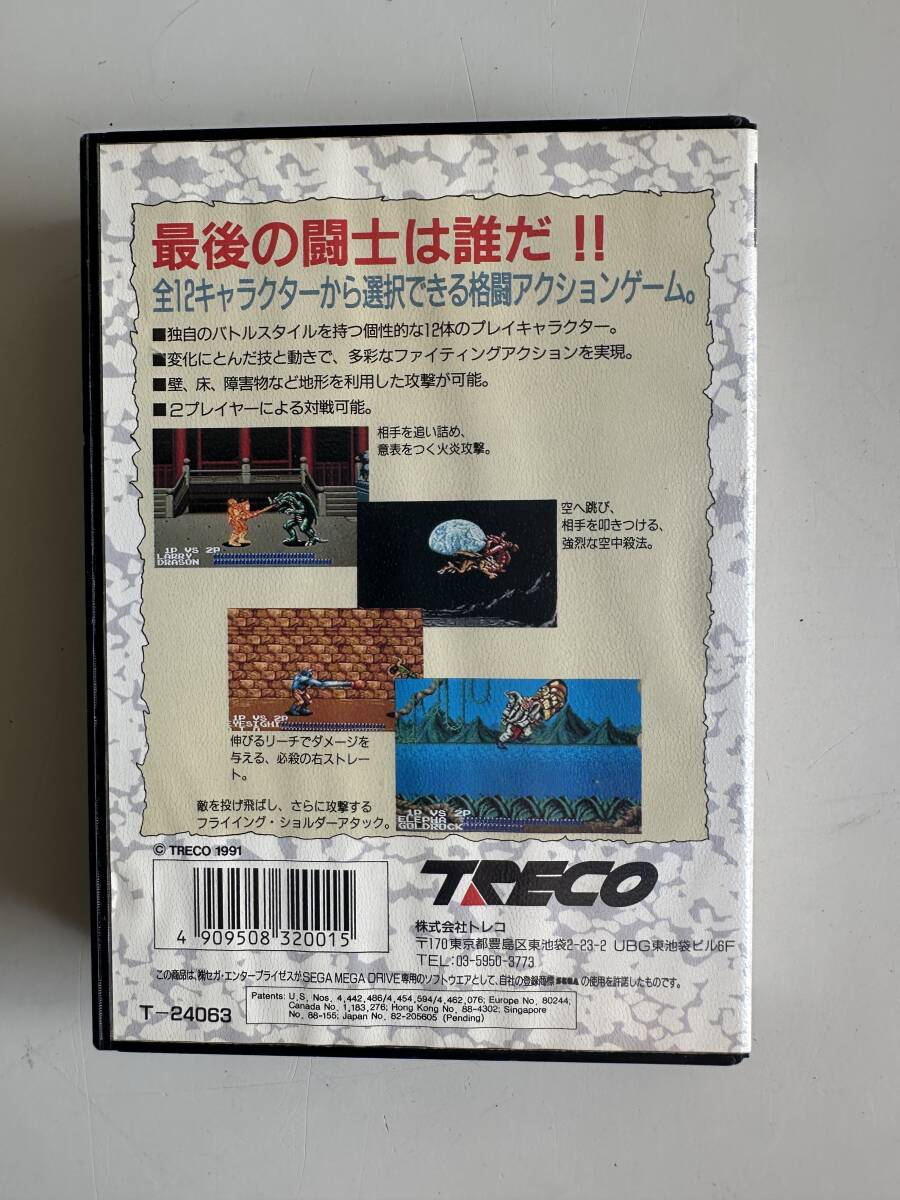 最後の闘士は誰だ!!
全12キャラクターから選択できる格闘アクションゲーム。
■独自のバトルスタイルを持つ個性的な12体のプレイキャラクター。
■変化にとんだ技と動きで、多彩なファイティングアクションを実現。
■壁、床、障害物など地形を利用した攻撃が可能。
■2プレイヤーによる対戦可能。
相手を追い詰め、
意表をつく火炎攻撃。
1P VS 2P
LARRY
DRASON
空へ跳び、
相手を叩きつける、
強烈な空中殺法。
1P VS 2P
EYESIGHT
伸びるリーチでダメージを
与える、必殺の右ストレー
ト。
1P VS 2P
ELEPHA
GOLDROCK
敵を投げ飛ばし、さらに攻撃する
フライイング・ショルダーアタック。
© TRECO 1991
4 909508 320015
TRECO
株式会社トレコ
〒170東京都豊島区東池袋2-23-2 UBG東池袋ビル6F
TEL:03-5950-3773
この商品は、㈱セガ・エンタープライゼスがSEGA MEGA DRIVE専用のソフトウエアとして、自社の登録商標 SEGA の使用を許諾したものです。
T-24063
Patents: U.S. Nos. 4,442,486/4,454,594/4,462,076; Europe No. 80244;
Canada No. 1,183,276; Hong Kong No. 88-4302; Singapore
No. 88-155; Japan No. 82-205605 (Pending)